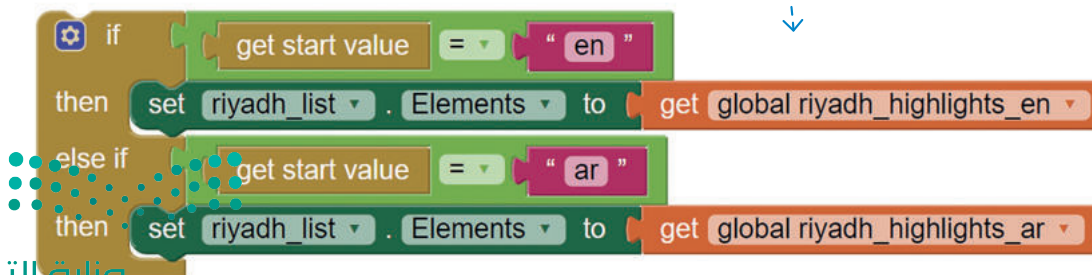 if get start value = " en "
then set riyadh_list . Elements to get global riyadh_highlights_en
else if get start value = " ar "
then set riyadh_list . Elements to get global riyadh_highlights_ar